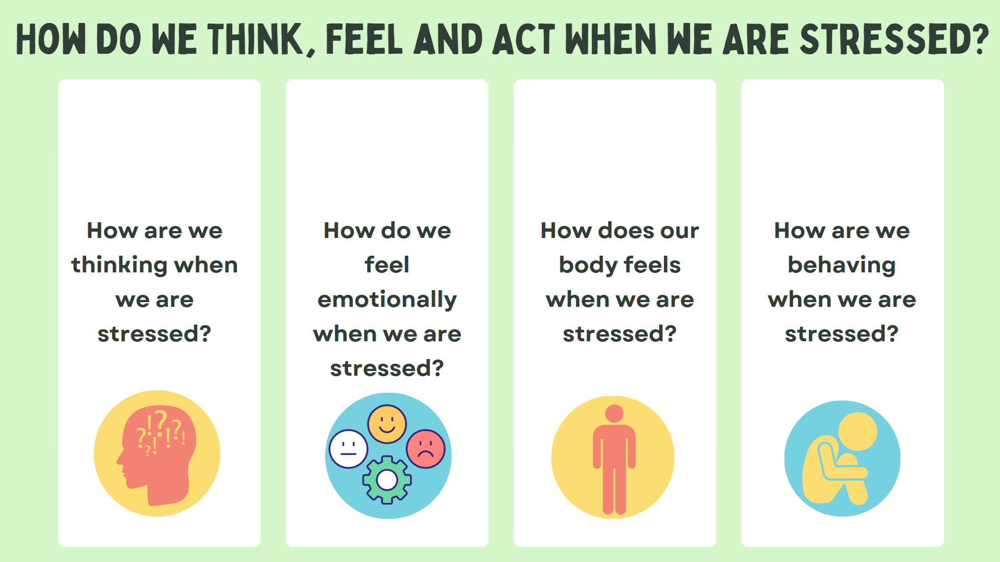 HOW DO WE THINK, FEEL AND ACT WHEN WE ARE STRESSED?
How are we
thinking when
we are
stressed?
How do we
feel
emotionally
when we are
stressed?
How does our
body feels
when we are
stressed?
How are we
behaving
when we are
stressed?